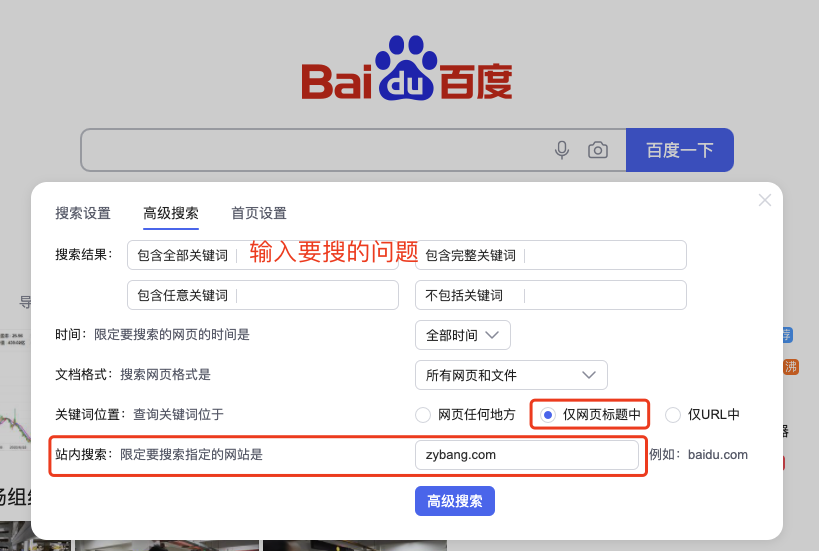 Bai du 百度
百度一下
搜索设置 高级搜索 首页设置
搜索结果： 包含全部关键词 输入要搜的问题 包含完整关键词
包含任意关键词 不包括关键词
时间：限定要搜索的网页的时间是 全部时间
文档格式：搜索网页格式是 所有网页和文件
关键词位置：查询关键词位于 网页任何地方 仅网页标题中 仅URL中
站内搜索：限定要搜索指定的网站是 zybang.com 例如：baidu.com
高级搜索
导
沸
场组